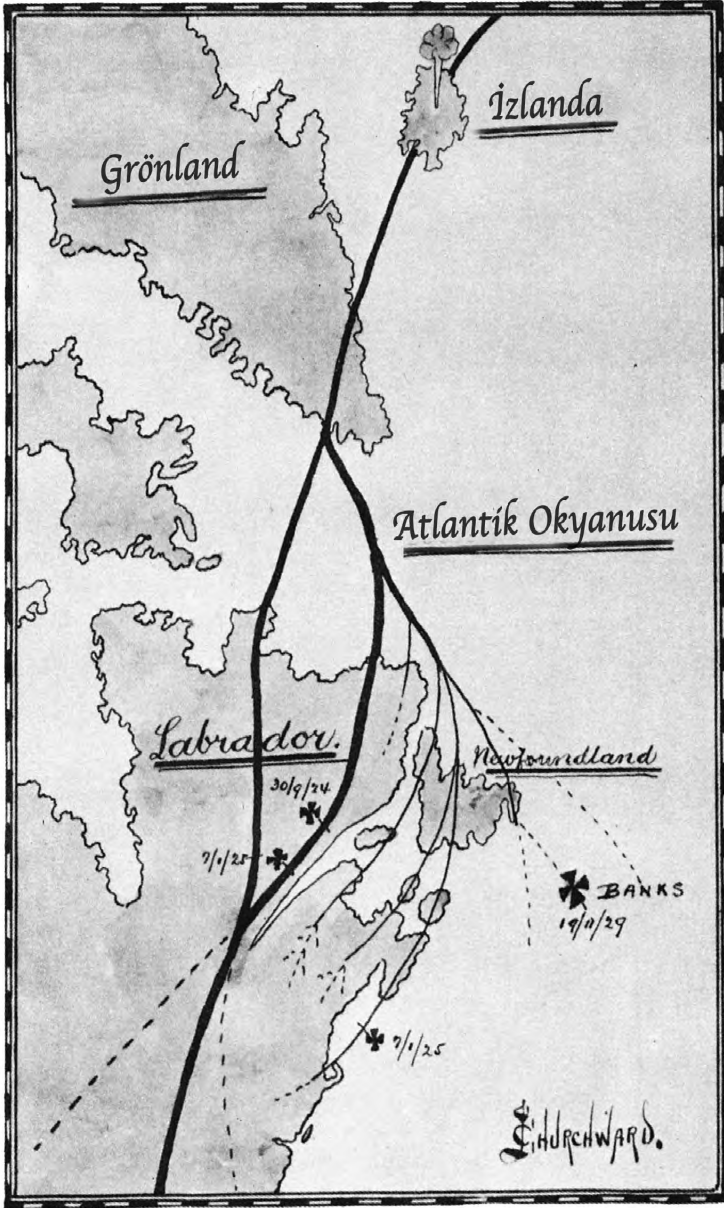 İzlanda
Grönland
Atlantik Okyanusu
Labrador.
Newfoundland
30/9/24
7/1/25
BANKS
19/11/29
7/1/25
CHURCHWARD.